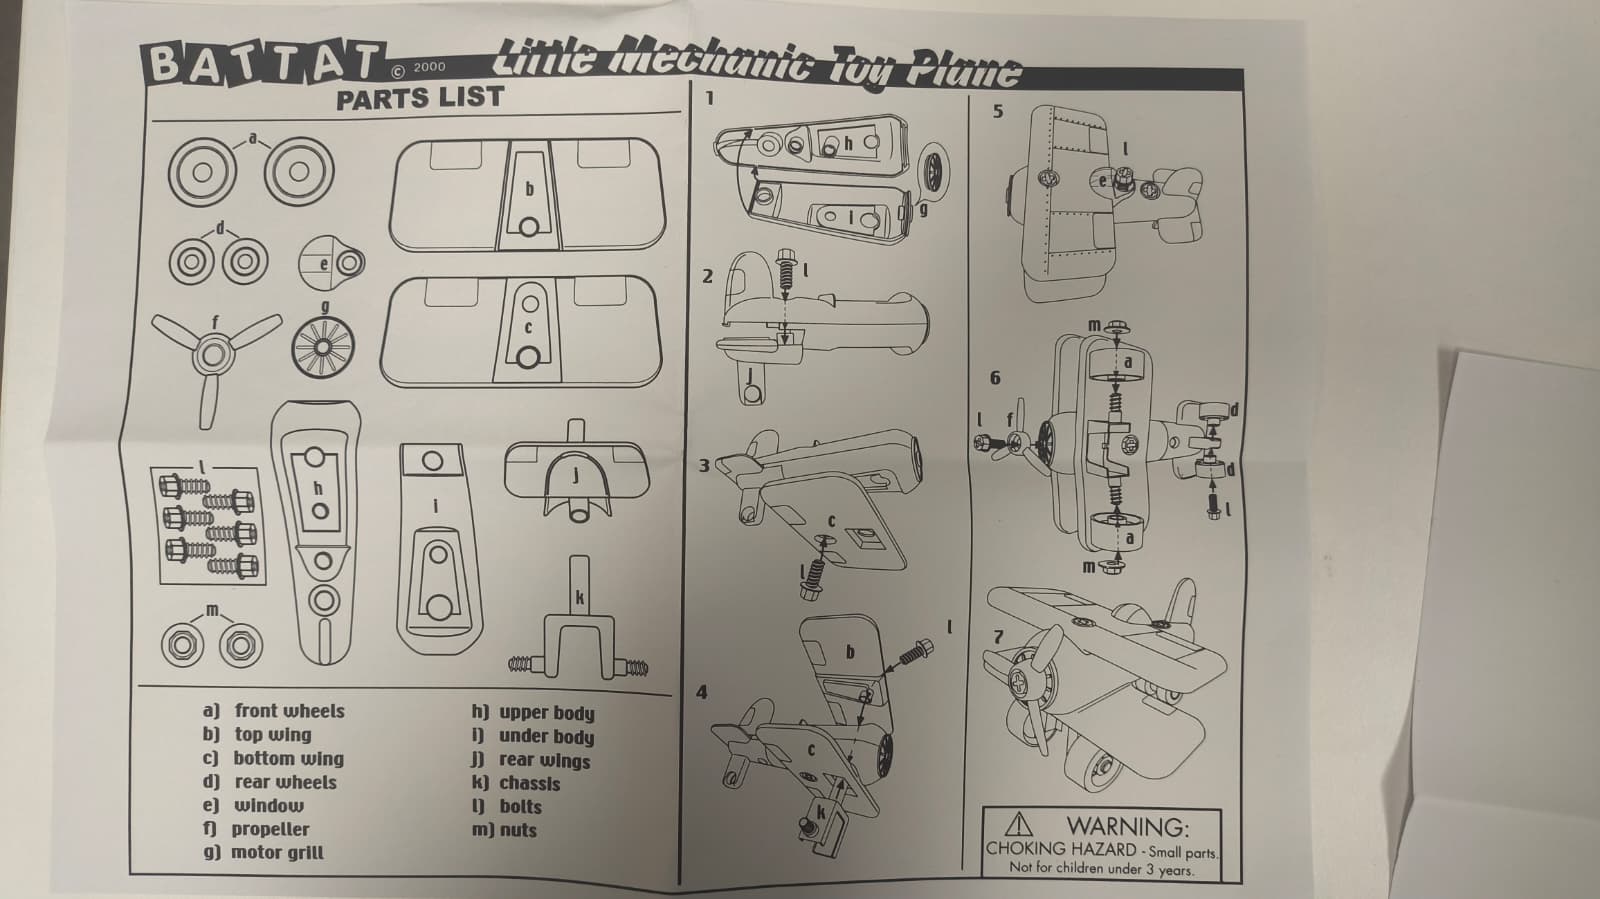 BATTAT © 2000 Little Mechanic Toy Plane
PARTS LIST
a
b
d
e
f
g
c
l
h
i
j
k
m
a) front wheels
b) top wing
c) bottom wing
d) rear wheels
e) window
f) propeller
g) motor grill
h) upper body
i) under body
j) rear wings
k) chassis
l) bolts
m) nuts
1
h
i
g
2
l
j
3
c
l
4
b
l
c
k
5
l
e
6
m
a
l
f
d
d
l
a
m
7
WARNING:
CHOKING HAZARD - Small parts.
Not for children under 3 years.